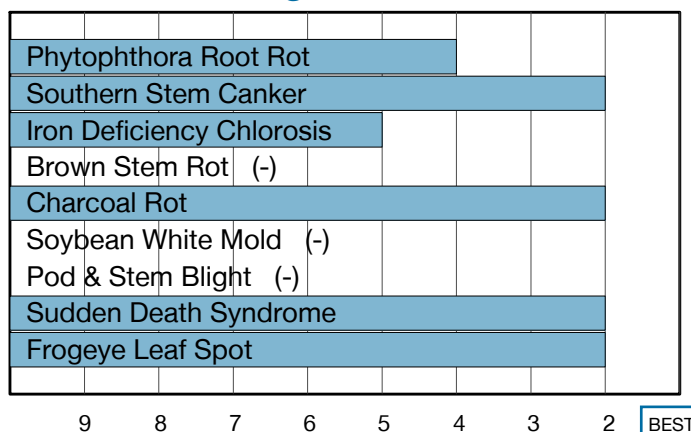 Phytophthora Root Rot
Southern Stem Canker
Iron Deficiency Chlorosis
Brown Stem Rot (-)
Charcoal Rot
Soybean White Mold (-)
Pod & Stem Blight (-)
Sudden Death Syndrome
Frogeye Leaf Spot
9 8 7 6 5 4 3 2 BEST